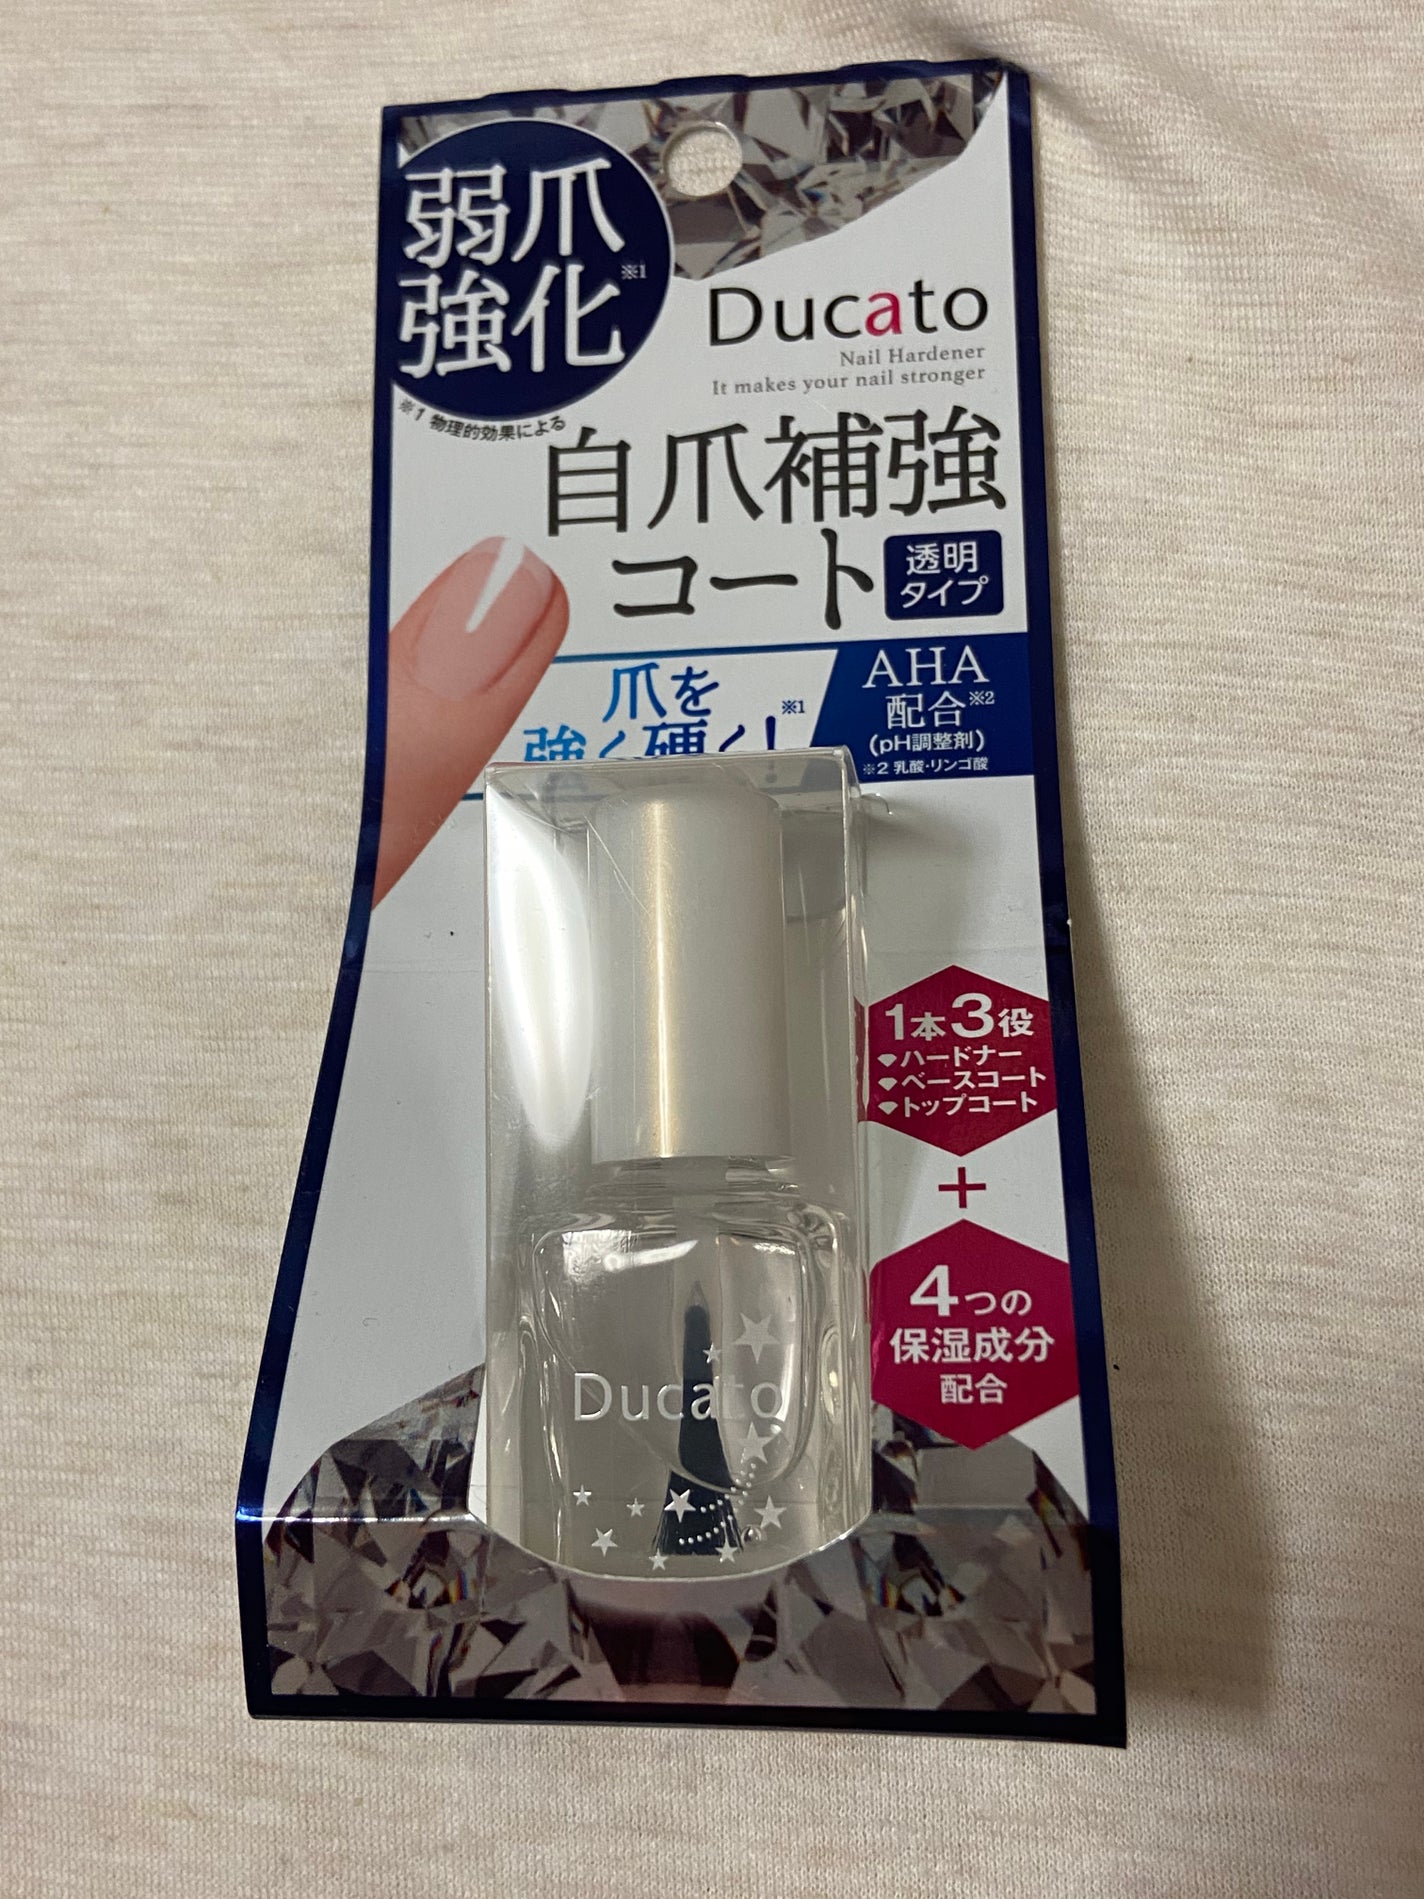 弱爪
強化※1
※1 物理的効果による
Ducato
Nail Hardener
It makes your nail stronger
自爪補強
コート
透明
タイプ
爪を
強く硬く!※1
AHA
配合※2
(pH調整剤)
※2 乳酸・リンゴ酸
1本3役
ハードナー
ベースコート
トップコート
+
4つの
保湿成分
配合
Ducato